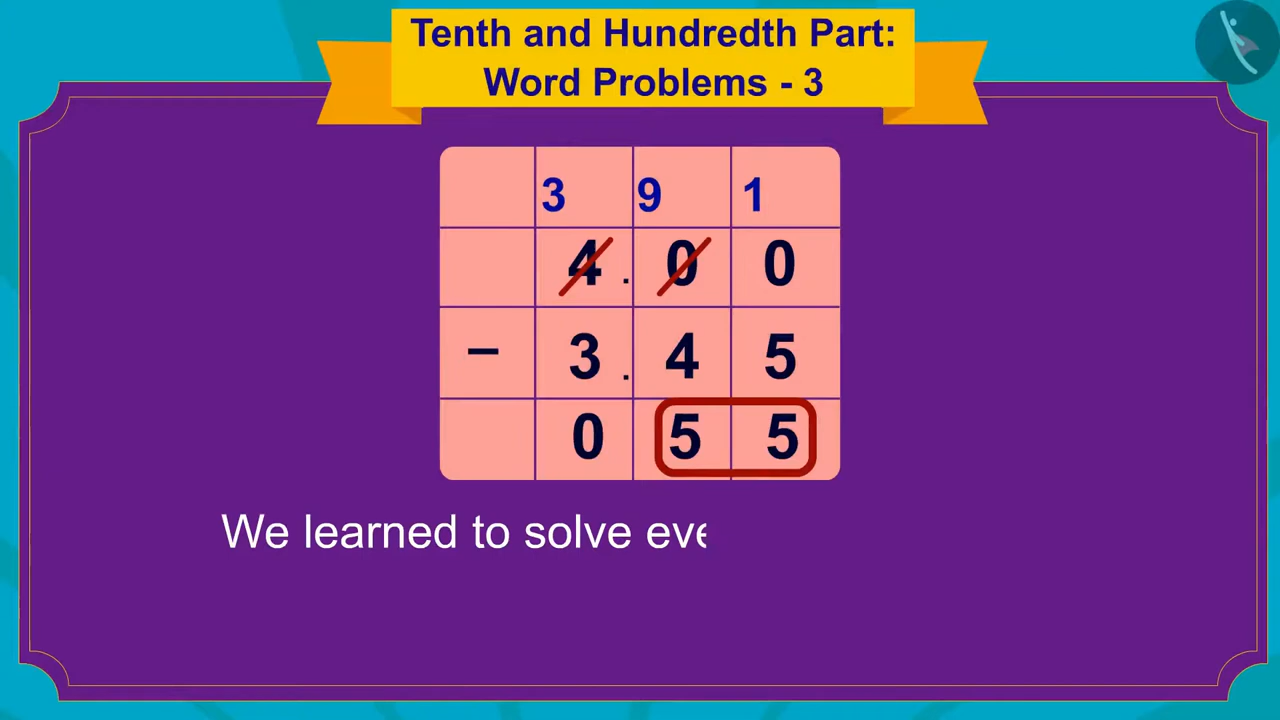 Tenth and Hundredth Part:
Word Problems - 3
3 9 1
4 . 0 0
– 3 . 4 5
0 5 5
We learned to solve eve